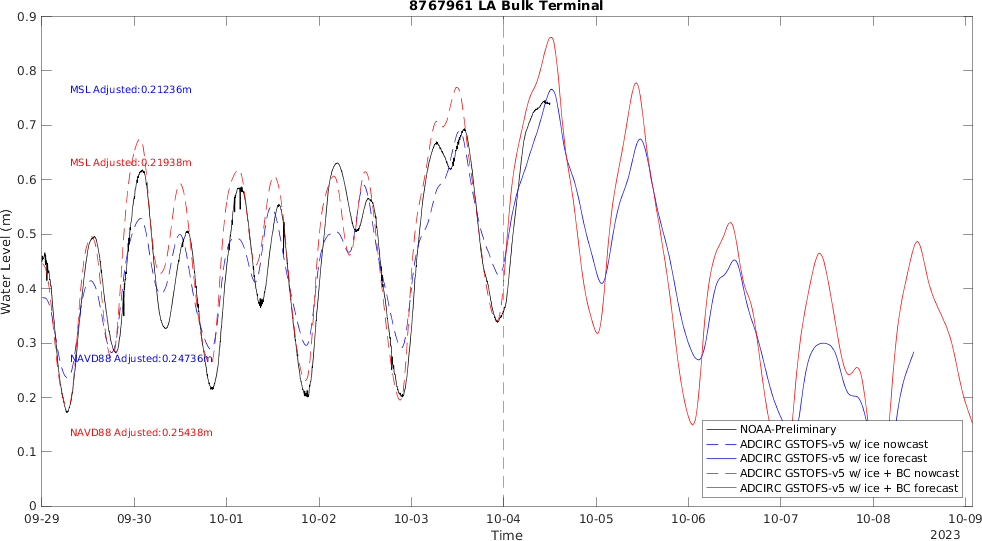 8767961 LA Bulk Terminal
Water Level (m)
0.9
0.8
0.7
0.6
0.5
0.4
0.3
0.2
0.1
0
MSL Adjusted:0.21236m
MSL Adjusted:0.21938m
NAVD88 Adjusted:0.24736m
NAVD88 Adjusted:0.25438m
NOAA-Preliminary
ADCIRC GSTOFS-v5 w/ ice nowcast
ADCIRC GSTOFS-v5 w/ ice forecast
ADCIRC GSTOFS-v5 w/ ice + BC nowcast
ADCIRC GSTOFS-v5 w/ ice + BC forecast
09-29 09-30 10-01 10-02 10-03 10-04 10-05 10-06 10-07 10-08 10-09
Time
2023